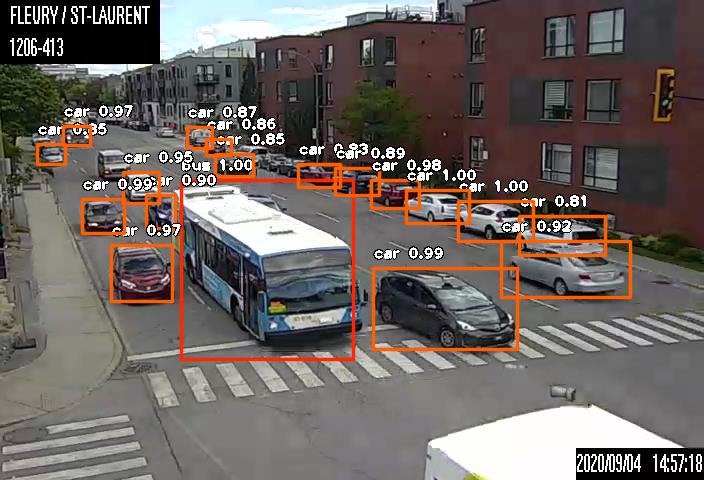 FLEURY / ST-LAURENT
1206-413
car 0.97
car 0.87
car 0.86
car 0.85
car 0.85
car 0.83
car 0.89
car 0.95
bus 1.00
car 0.98
car 0.99
car 0.90
car 1.00
car 1.00
car 0.81
car 0.97
car 0.92
car 0.99
2020/09/04 14:57:18